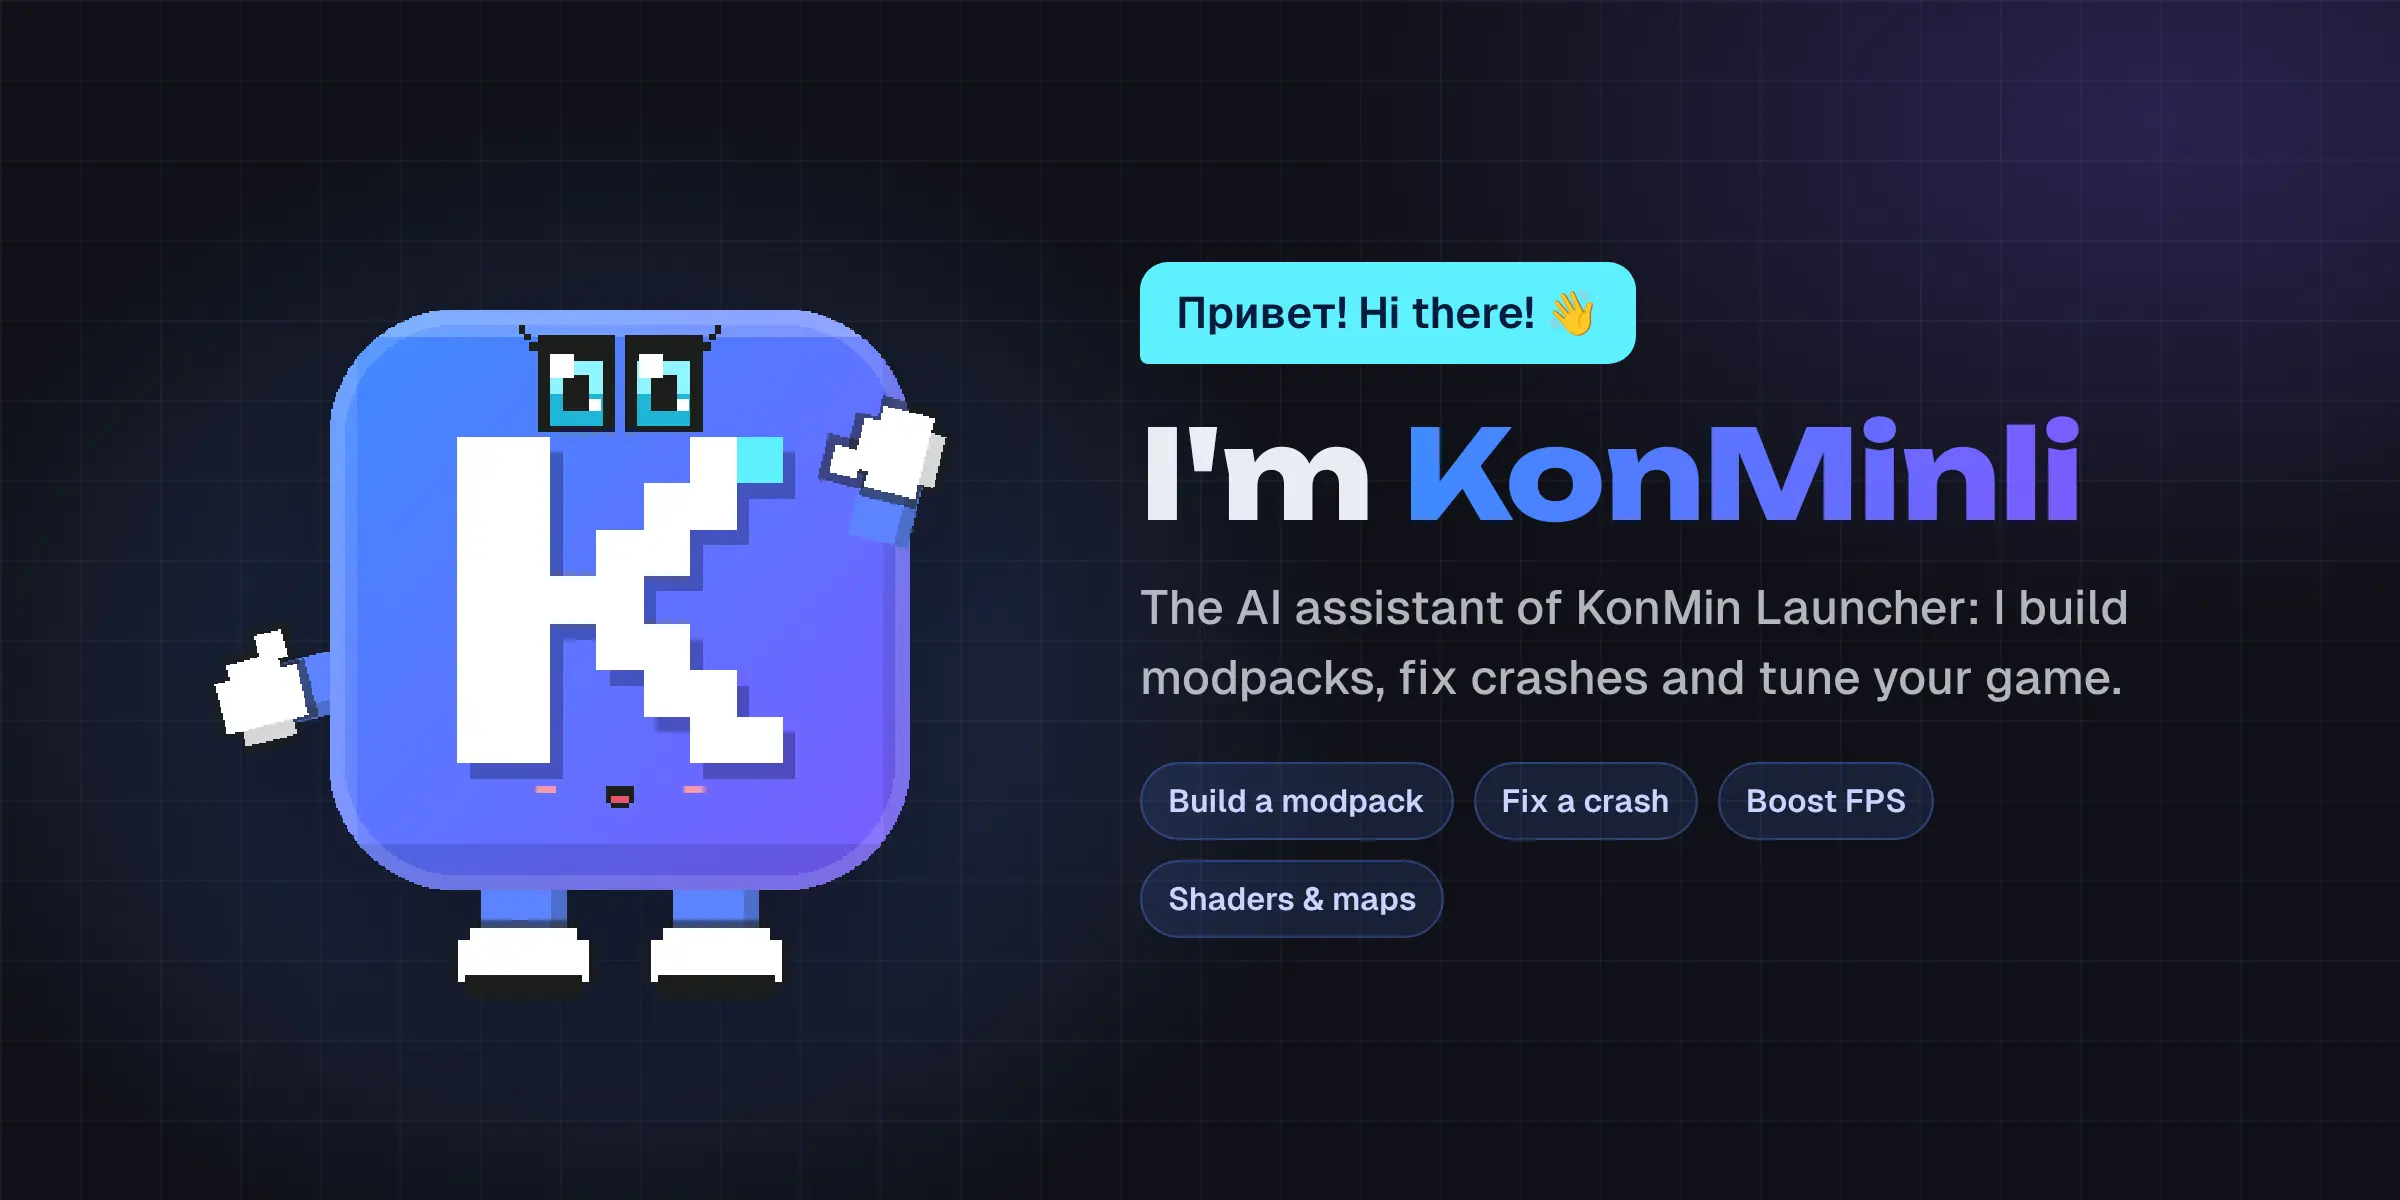 K
Привет! Hi there! 👋
I'm KonMinli
The AI assistant of KonMin Launcher: I build
modpacks, fix crashes and tune your game.
Build a modpack
Fix a crash
Boost FPS
Shaders & maps